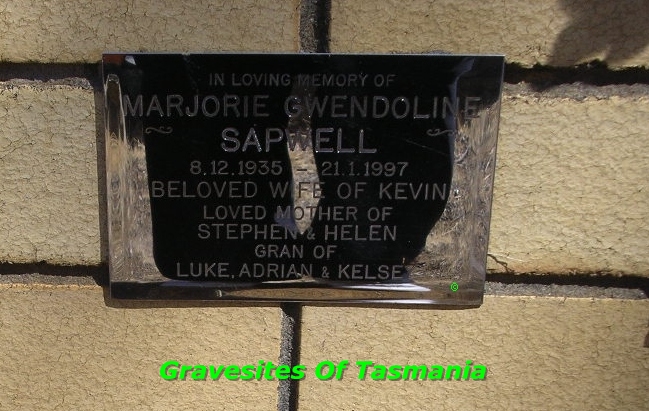 IN LOVING MEMORY OF
MARJORIE GWENDOLINE
SAPWELL
8.12.1935 – 21.1.1997
BELOVED WIFE OF KEVIN
LOVED MOTHER OF
STEPHEN & HELEN
GRAN OF
LUKE, ADRIAN & KELSEY
©
Gravesites Of Tasmania